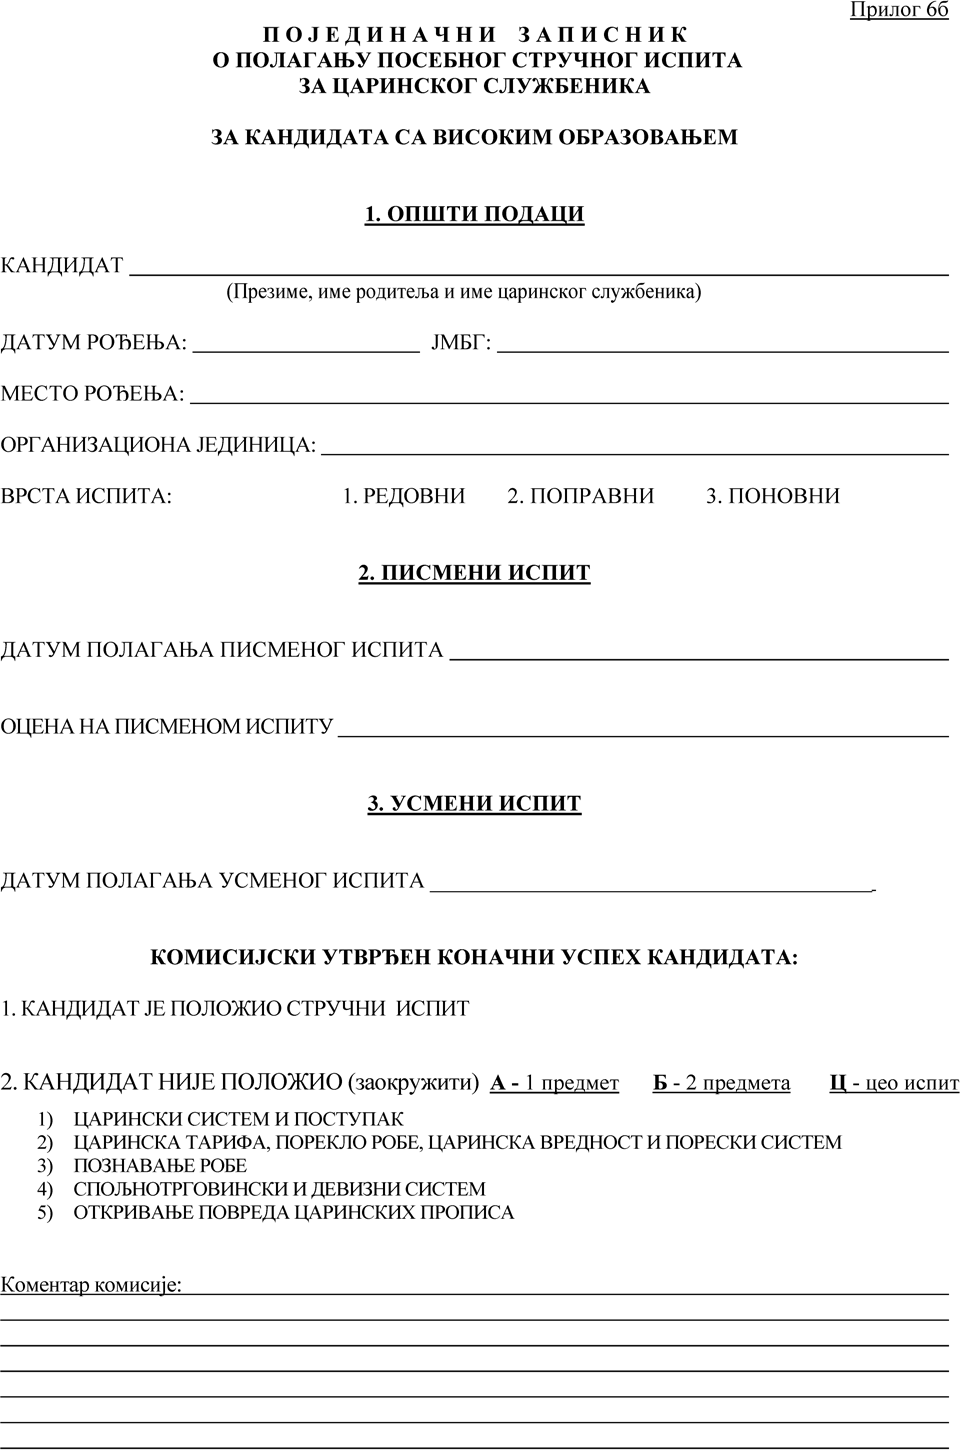 Прилог 6б
П О Ј Е Д И Н А Ч Н И З А П И С Н И К
О ПОЛАГАЊУ ПОСЕБНОГ СТРУЧНОГ ИСПИТА
ЗА ЦАРИНСКОГ СЛУЖБЕНИКА
ЗА КАНДИДАТА СА ВИСОКИМ ОБРАЗОВАЊЕМ
1. ОПШТИ ПОДАЦИ
КАНДИДАТ
(Презиме, име родитеља и име царинског службеника)
ДАТУМ РОЂЕЊА: ЈМБГ:
МЕСТО РОЂЕЊА:
ОРГАНИЗАЦИОНА ЈЕДИНИЦА:
ВРСТА ИСПИТА: 1. РЕДОВНИ 2. ПОПРАВНИ 3. ПОНОВНИ
2. ПИСМЕНИ ИСПИТ
ДАТУМ ПОЛАГАЊА ПИСМЕНОГ ИСПИТА
ОЦЕНА НА ПИСМЕНОМ ИСПИТУ
3. УСМЕНИ ИСПИТ
ДАТУМ ПОЛАГАЊА УСМЕНОГ ИСПИТА
КОМИСИЈСКИ УТВРЂЕН КОНАЧНИ УСПЕХ КАНДИДАТА:
1. КАНДИДАТ ЈЕ ПОЛОЖИО СТРУЧНИ ИСПИТ
2. КАНДИДАТ НИЈЕ ПОЛОЖИО (заокружити) А - 1 предмет Б - 2 предмета Ц - цео испит
1) ЦАРИНСКИ СИСТЕМ И ПОСТУПАК
2) ЦАРИНСКА ТАРИФА, ПОРЕКЛО РОБЕ, ЦАРИНСКА ВРЕДНОСТ И ПОРЕСКИ СИСТЕМ
3) ПОЗНАВАЊЕ РОБЕ
4) СПОЉНОТРГОВИНСКИ И ДЕВИЗНИ СИСТЕМ
5) ОТКРИВАЊЕ ПОВРЕДА ЦАРИНСКИХ ПРОПИСА
Коментар комисије: